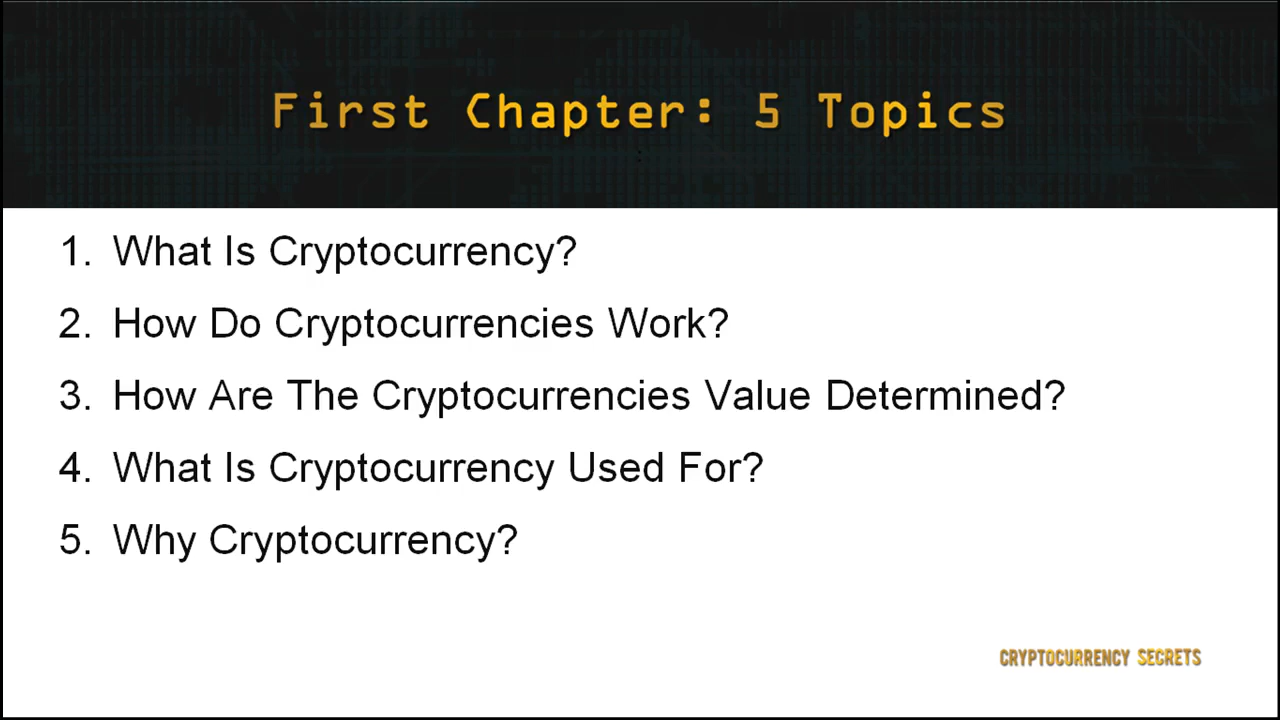 First Chapter: 5 Topics
1. What Is Cryptocurrency?
2. How Do Cryptocurrencies Work?
3. How Are The Cryptocurrencies Value Determined?
4. What Is Cryptocurrency Used For?
5. Why Cryptocurrency?
CRYPTOCURRENCY SECRETS